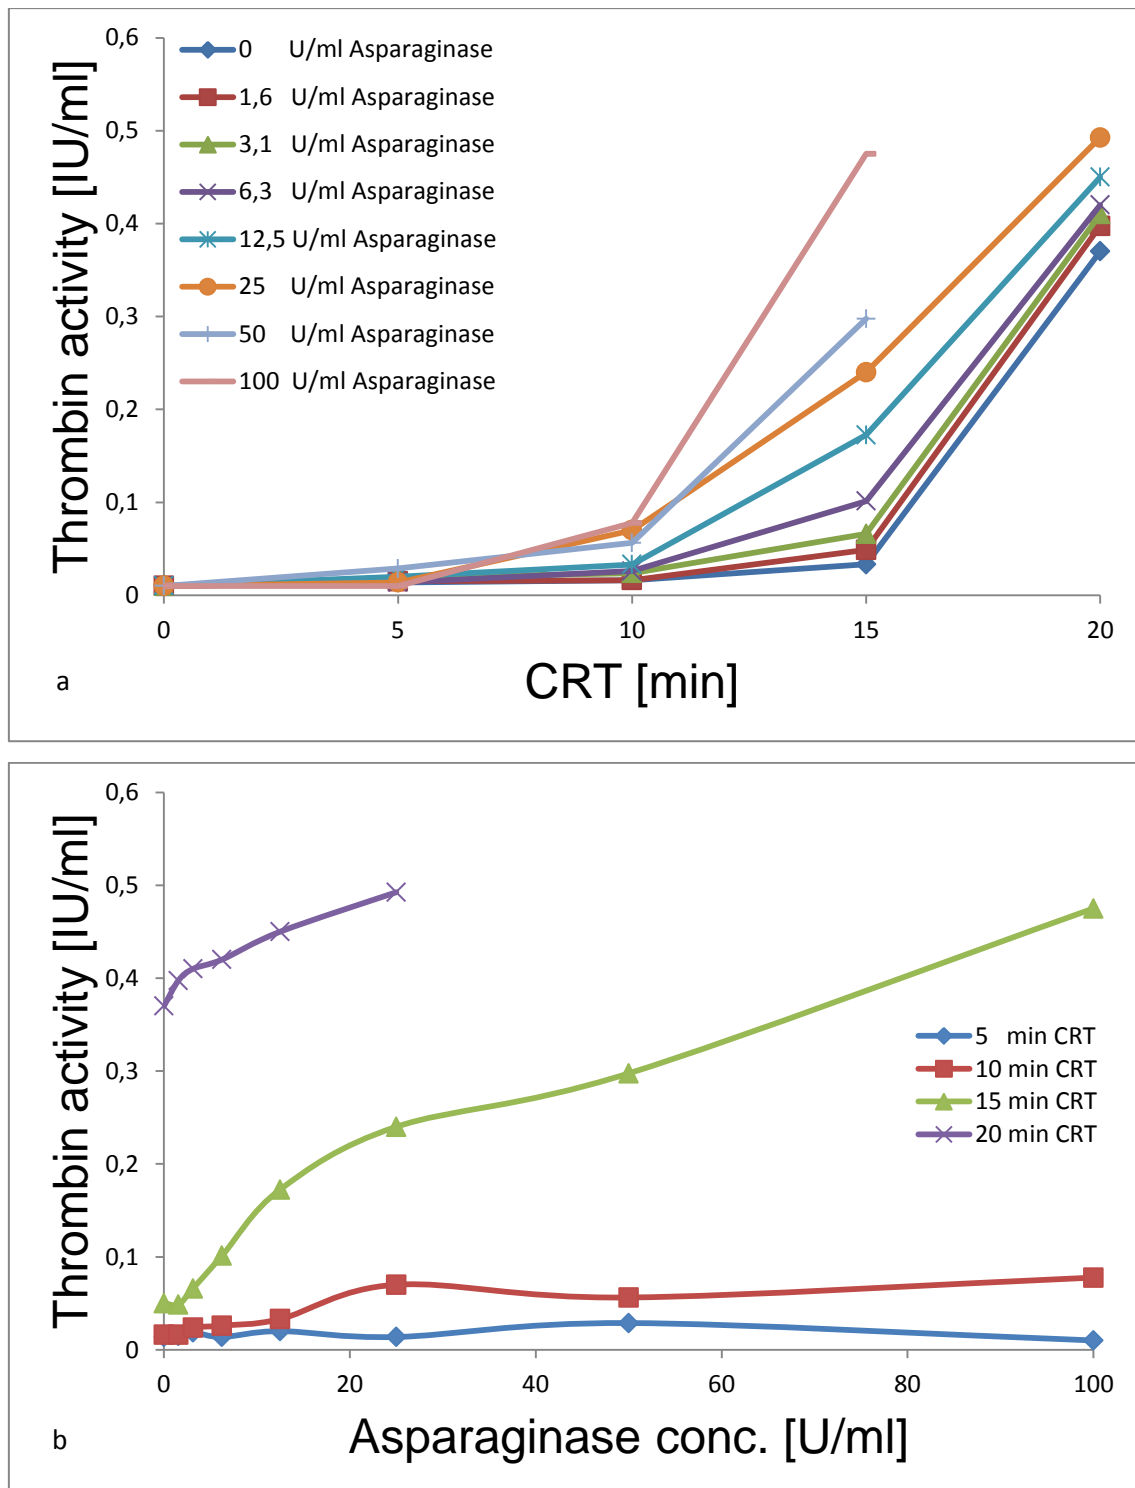 Thrombin activity [IU/ml]
0,6
0,5
0,4
0,3
0,2
0,1
0
0 U/ml Asparaginase
1,6 U/ml Asparaginase
3,1 U/ml Asparaginase
6,3 U/ml Asparaginase
12,5 U/ml Asparaginase
25 U/ml Asparaginase
50 U/ml Asparaginase
100 U/ml Asparaginase
0 5 10 15 20
CRT [min]
a
Thrombin activity [IU/ml]
0,6
0,5
0,4
0,3
0,2
0,1
0
5 min CRT
10 min CRT
15 min CRT
20 min CRT
0 20 40 60 80 100
Asparaginase conc. [U/ml]
b